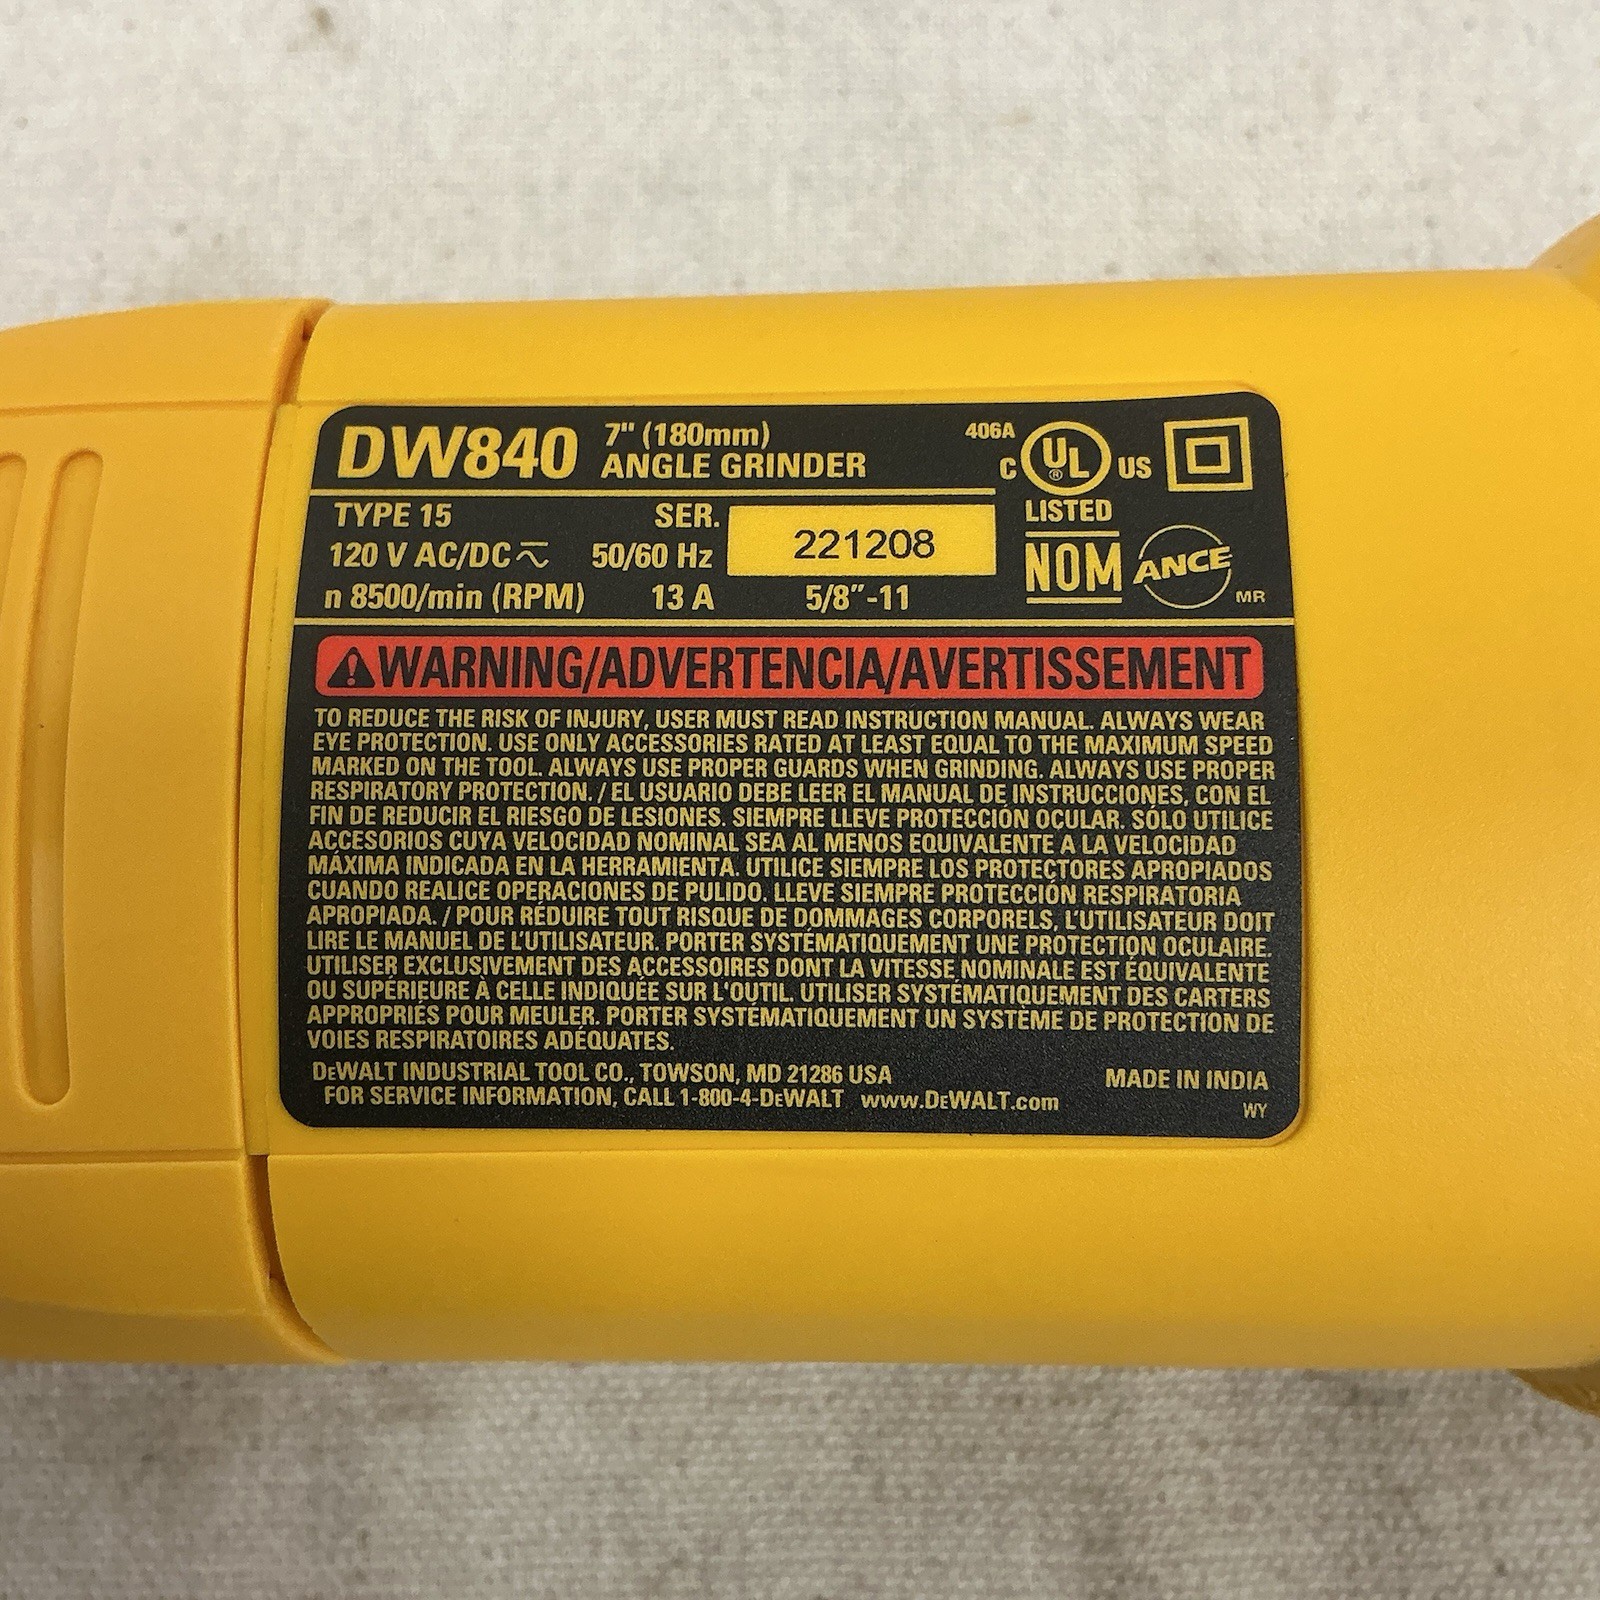 DW840 7" (180mm)
ANGLE GRINDER
406A
C UL ® US
LISTED
TYPE 15 SER. 221208
120 V AC/DC 50/60 Hz
n 8500/min (RPM) 13 A 5/8"-11
NOM ANCE MR
WARNING/ADVERTENCIA/AVERTISSEMENT
TO REDUCE THE RISK OF INJURY, USER MUST READ INSTRUCTION MANUAL. ALWAYS WEAR
EYE PROTECTION. USE ONLY ACCESSORIES RATED AT LEAST EQUAL TO THE MAXIMUM SPEED
MARKED ON THE TOOL. ALWAYS USE PROPER GUARDS WHEN GRINDING. ALWAYS USE PROPER
RESPIRATORY PROTECTION. / EL USUARIO DEBE LEER EL MANUAL DE INSTRUCCIONES, CON EL
FIN DE REDUCIR EL RIESGO DE LESIONES. SIEMPRE LLEVE PROTECCIÓN OCULAR. SÓLO UTILICE
ACCESORIOS CUYA VELOCIDAD NOMINAL SEA AL MENOS EQUIVALENTE A LA VELOCIDAD
MÁXIMA INDICADA EN LA HERRAMIENTA. UTILICE SIEMPRE LOS PROTECTORES APROPIADOS
CUANDO REALICE OPERACIONES DE PULIDO. LLEVE SIEMPRE PROTECCIÓN RESPIRATORIA
APROPIADA. / POUR RÉDUIRE TOUT RISQUE DE DOMMAGES CORPORELS, L'UTILISATEUR DOIT
LIRE LE MANUEL DE L'UTILISATEUR. PORTER SYSTÉMATIQUEMENT UNE PROTECTION OCULAIRE.
UTILISER EXCLUSIVEMENT DES ACCESSOIRES DONT LA VITESSE NOMINALE EST ÉQUIVALENTE
OU SUPÉRIEURE À CELLE INDIQUÉE SUR L'OUTIL. UTILISER SYSTÉMATIQUEMENT DES CARTERS
APPROPRIÉS POUR MEULER. PORTER SYSTÉMATIQUEMENT UN SYSTÈME DE PROTECTION DE
VOIES RESPIRATOIRES ADÉQUATES.
DeWALT INDUSTRIAL TOOL CO., TOWSON, MD 21286 USA MADE IN INDIA
FOR SERVICE INFORMATION, CALL 1-800-4-DeWALT www.DeWALT.com WY